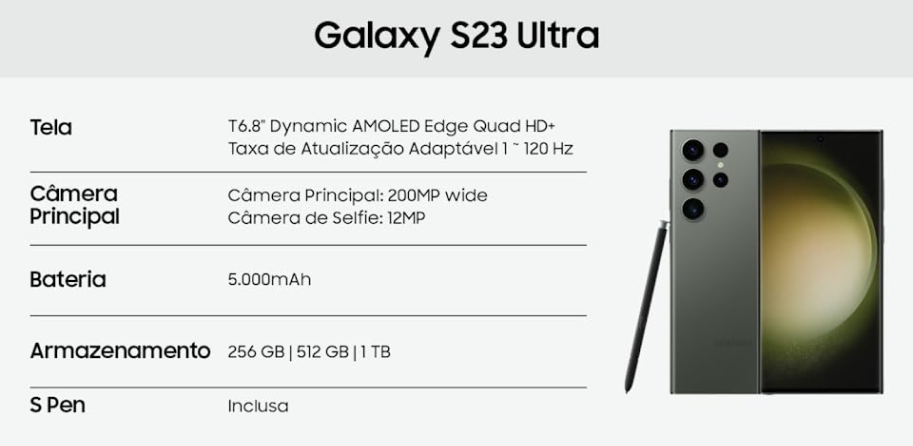 Galaxy S23 Ultra
Tela
T6.8" Dynamic AMOLED Edge Quad HD+
Taxa de Atualização Adaptável 1 ~ 120 Hz
Câmera
Principal
Câmera Principal: 200MP wide
Câmera de Selfie: 12MP
Bateria
5.000mAh
Armazenamento
256 GB | 512 GB | 1 TB
S Pen
Inclusa